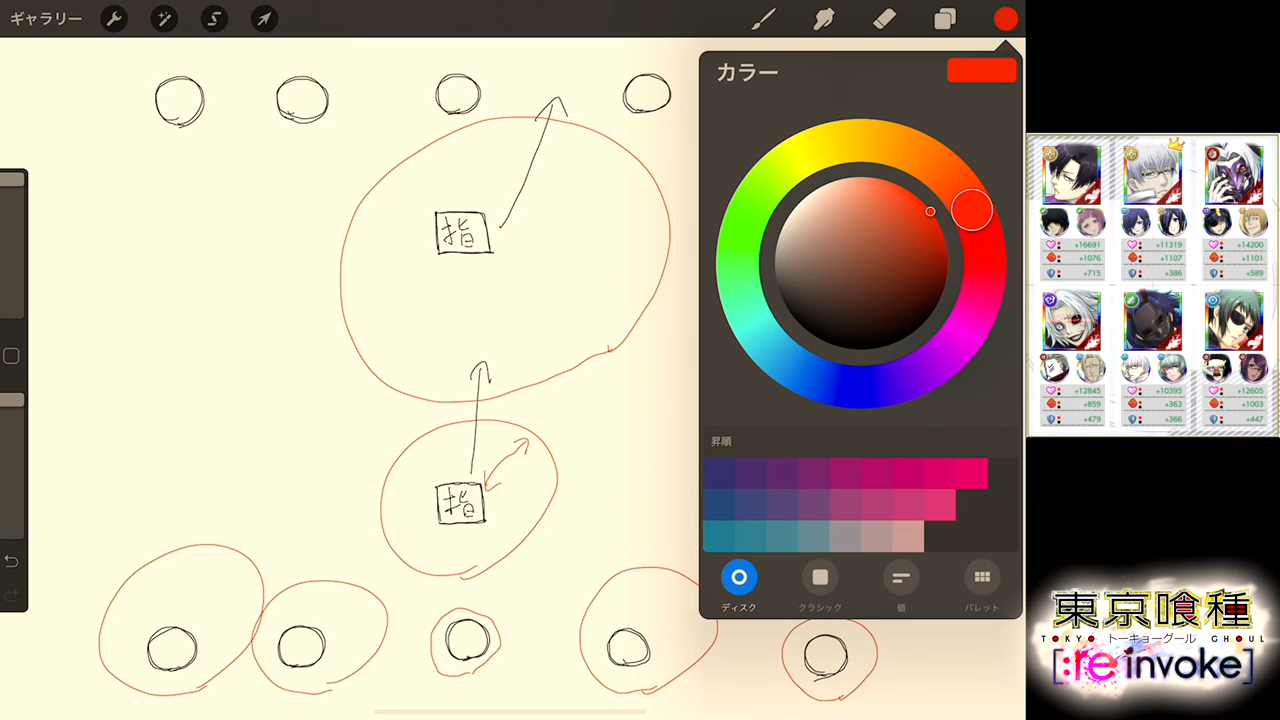 ギャラリー
カラー
指
指
昇順
ディスク
クラシック
値
パレット
+16691
+1076
+715
+11319
+1107
+386
+14200
+1101
+589
+12845
+859
+479
+10395
+363
+366
+12605
+1003
+447
東京喰種
TOKYO トーキョーグール GHOUL
[:re invoke]